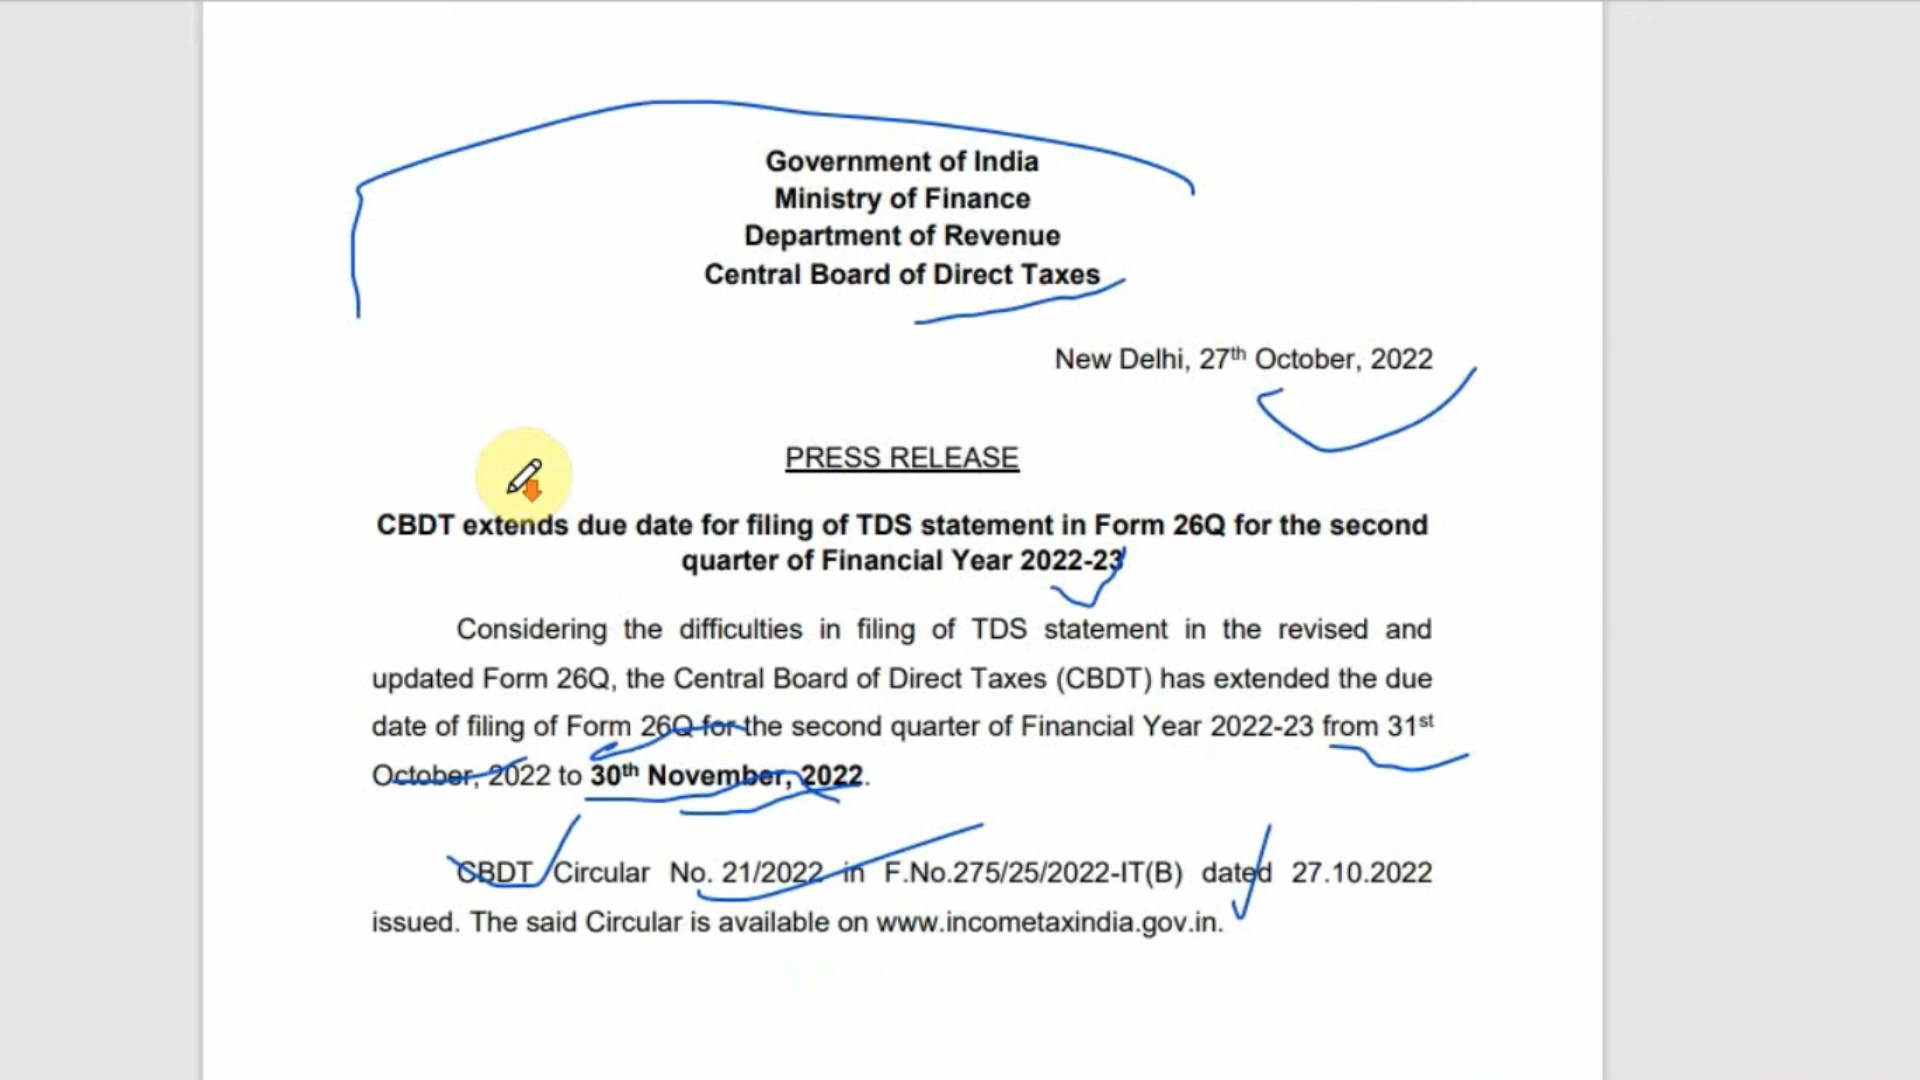 Government of India
Ministry of Finance
Department of Revenue
Central Board of Direct Taxes
New Delhi, 27th October, 2022
PRESS RELEASE
CBDT extends due date for filing of TDS statement in Form 26Q for the second
quarter of Financial Year 2022-23
Considering the difficulties in filing of TDS statement in the revised and
updated Form 26Q, the Central Board of Direct Taxes (CBDT) has extended the due
date of filing of Form 26Q for the second quarter of Financial Year 2022-23 from 31st
October, 2022 to 30th November, 2022.
CBDT Circular No. 21/2022 in F.No.275/25/2022-IT(B) dated 27.10.2022
issued. The said Circular is available on www.incometaxindia.gov.in.